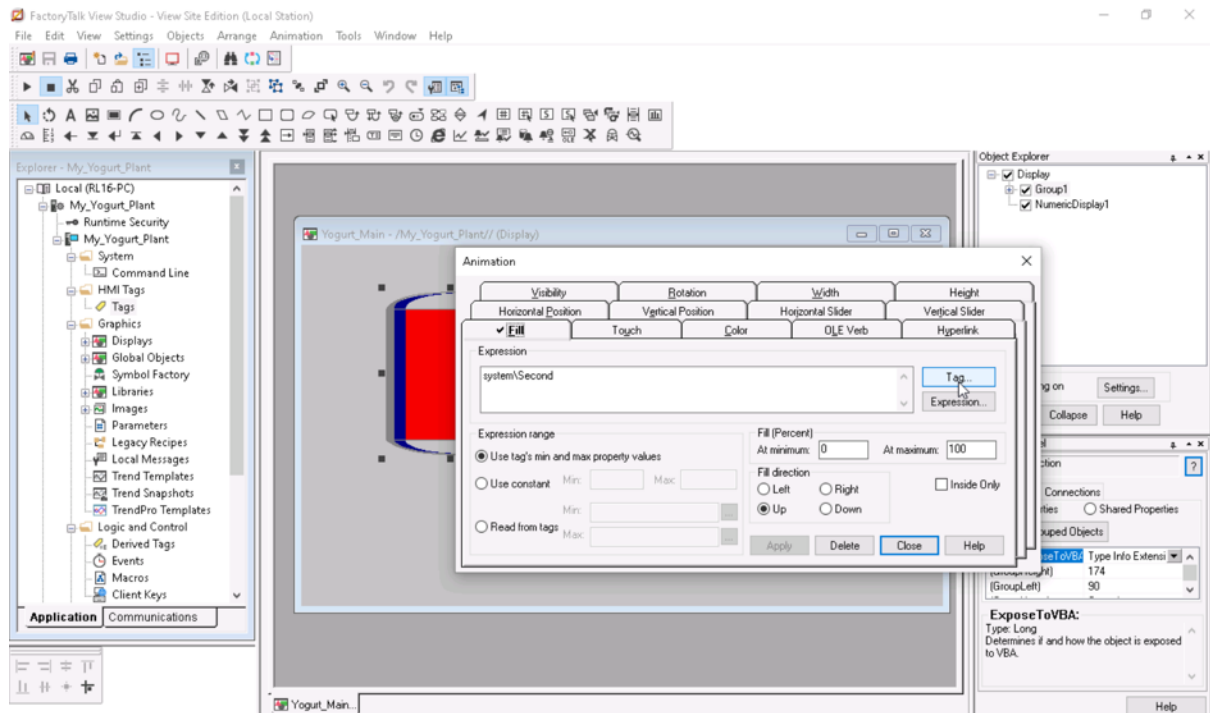 FactoryTalk View Studio - View Site Edition (Local Station)
File Edit View Settings Objects Arrange Animation Tools Window Help
Explorer - My_Yogurt_Plant
Local (RL16-PC)
My_Yogurt_Plant
Runtime Security
My_Yogurt_Plant
System
Command Line
HMI Tags
Tags
Graphics
Displays
Global Objects
Symbol Factory
Libraries
Images
Parameters
Legacy Recipes
Local Messages
Trend Templates
Trend Snapshots
TrendPro Templates
Logic and Control
Derived Tags
Events
Macros
Client Keys
Application Communications
Yogurt_Main - /My_Yogurt_Plant// (Display)
Animation
Visibility Rotation Width Height
Horizontal Position Vertical Position Horizontal Slider Vertical Slider
Fill Touch Color OLE Verb Hyperlink
Expression
system\Second
Tag...
Expression...
Expression range
Use tag's min and max property values
Use constant Min: Max:
Read from tags Min:
Max:
Fill (Percent)
At minimum: 0 At maximum: 100
Fill direction
Left Right
Up Down
Inside Only
Apply Delete Close Help
Yogurt_Main...
Object Explorer
Display
Group1
NumericDisplay1
on Settings...
Collapse Help
Connections
Shared Properties
Objects
Type Info Extensi
(GroupHeight) 174
(GroupLeft) 90
ExposeToVBA:
Type: Long
Determines if and how the object is exposed
to VBA.
Help